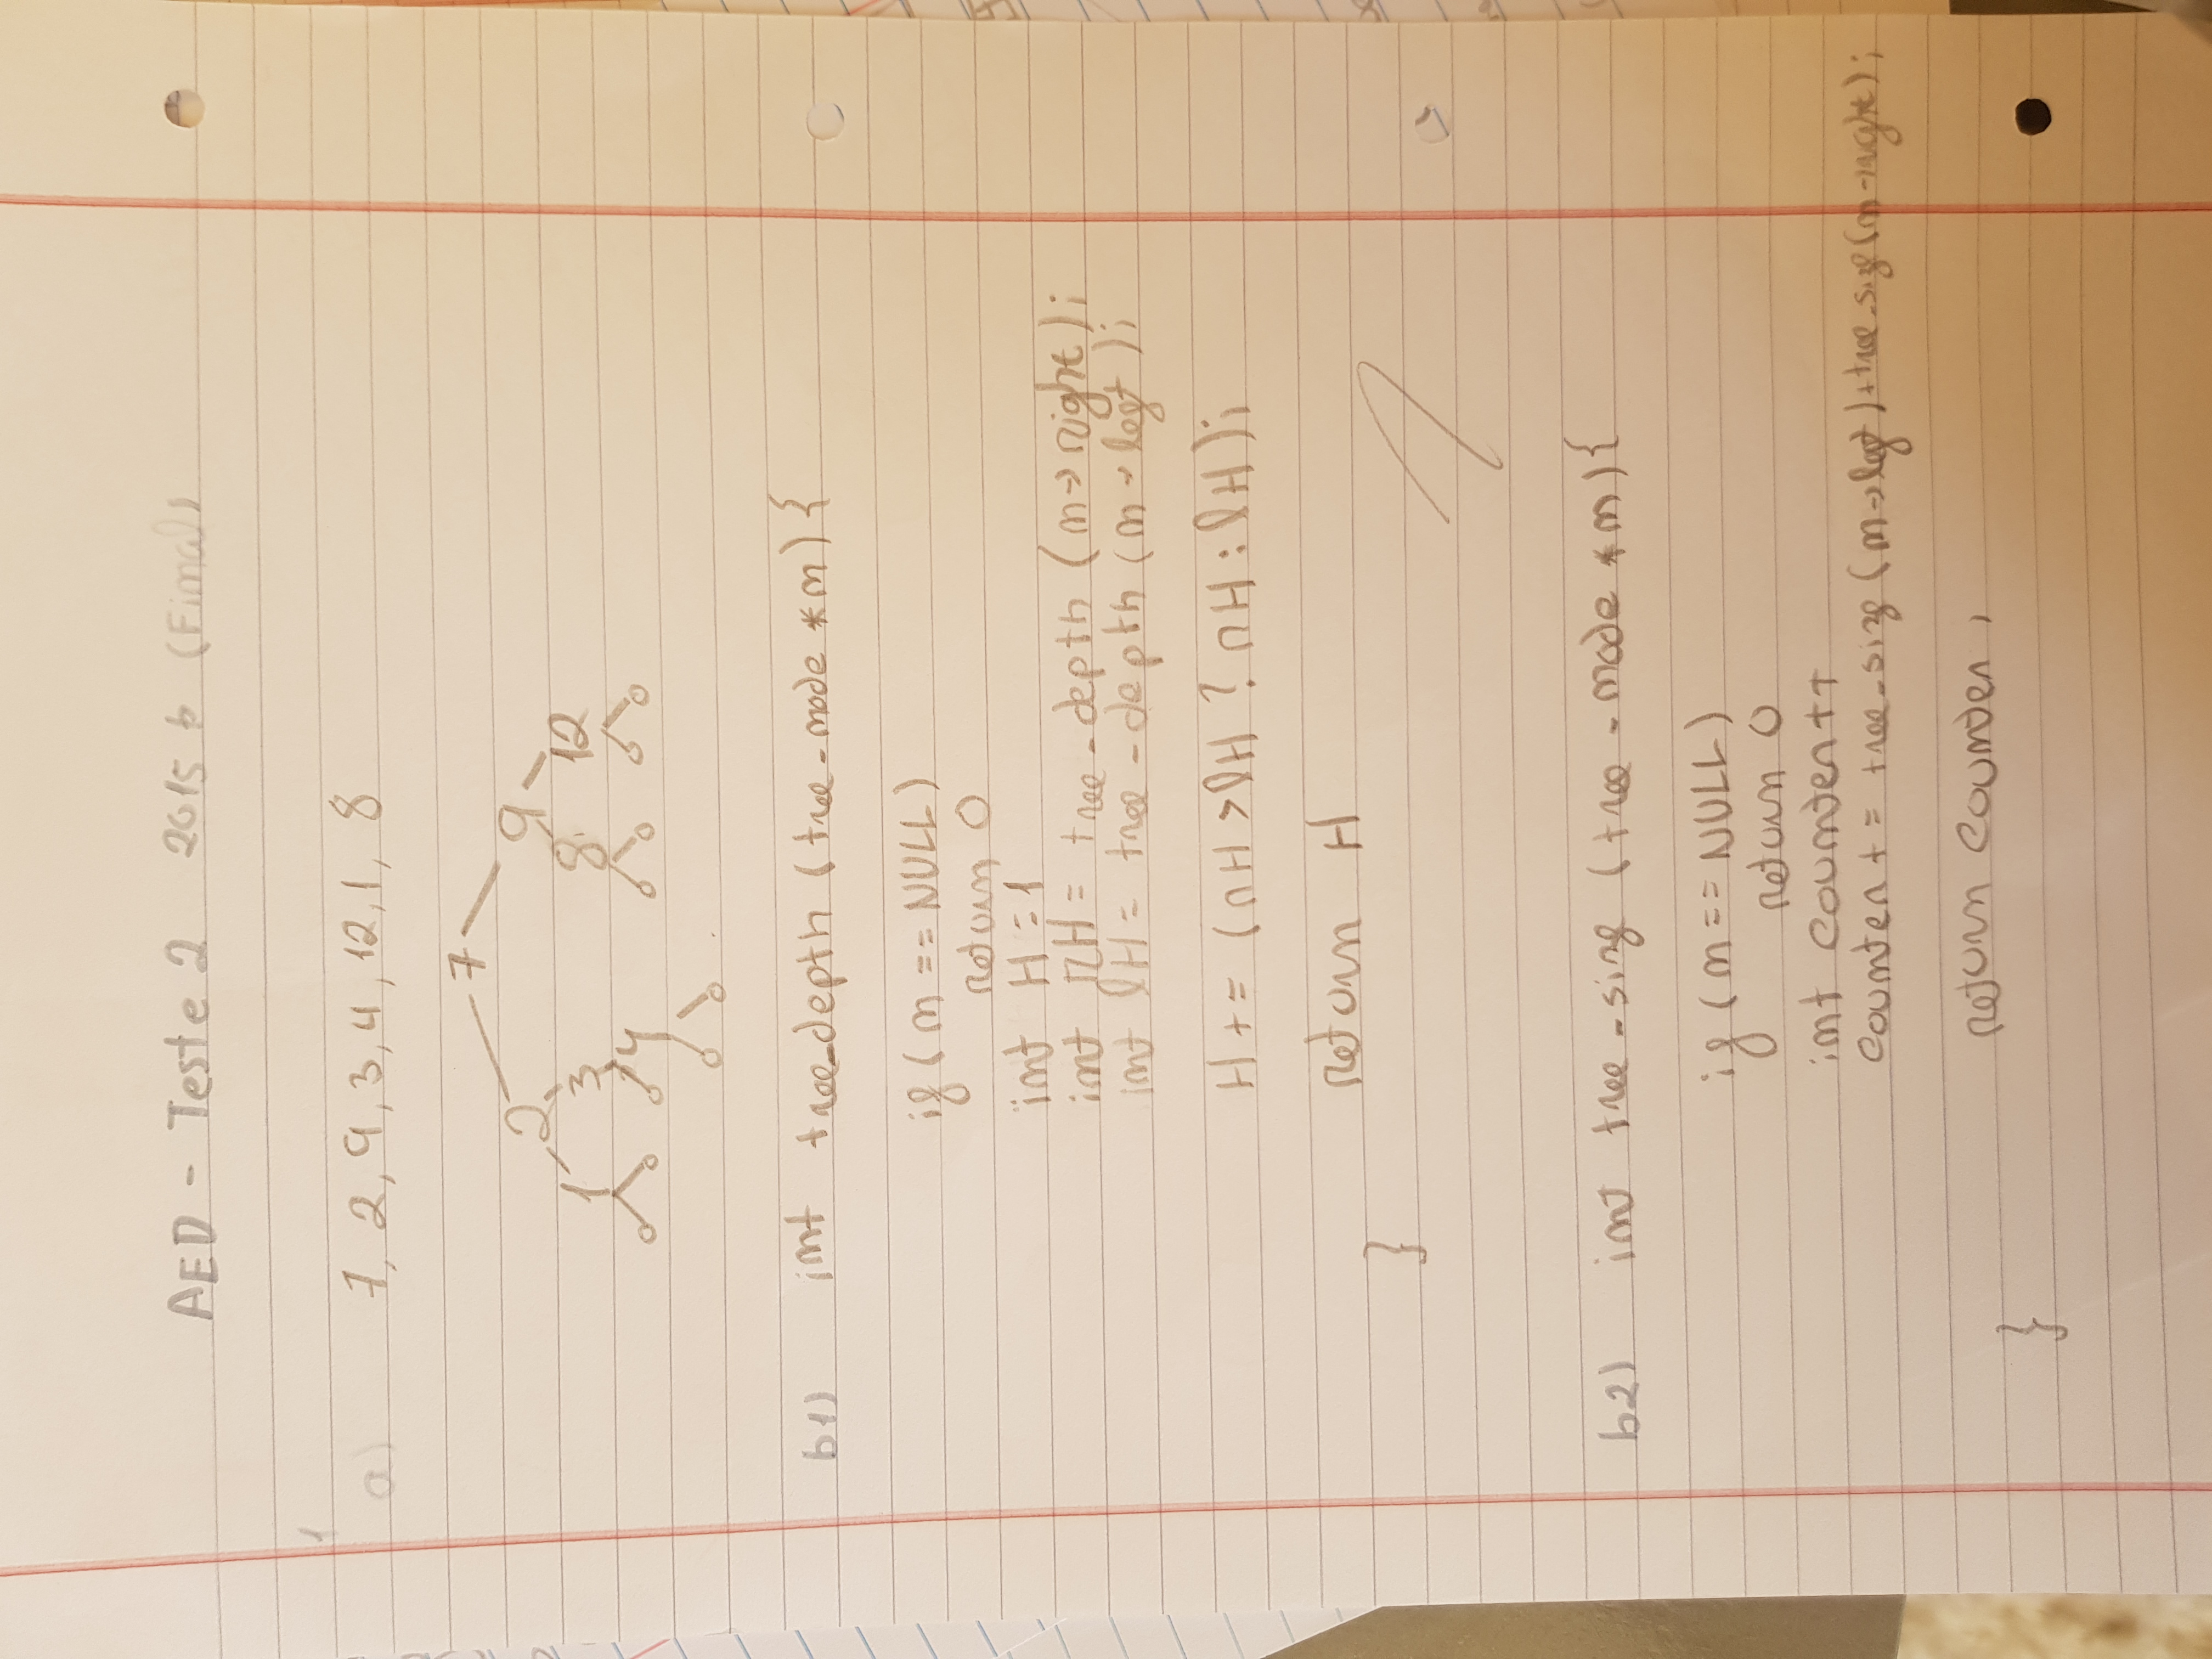 AED - Teste 2 2015 b (Final)
1
a) 7, 2, 9, 3, 4, 12, 1, 8
7
2 9
1 3 8 12
4
b1) int tree_depth (tree_node *n) {
if (n == NULL)
return 0
int H = 1
int rH = tree_depth (n->right);
int lH = tree_depth (n->left);
H += (rH > lH ? rH : lH);
return H
}
b2) int tree_size (tree_node *n) {
if (n == NULL)
return 0
int counter++
counter += tree_size (n->left) + tree_size (n->right);
return counter;
}